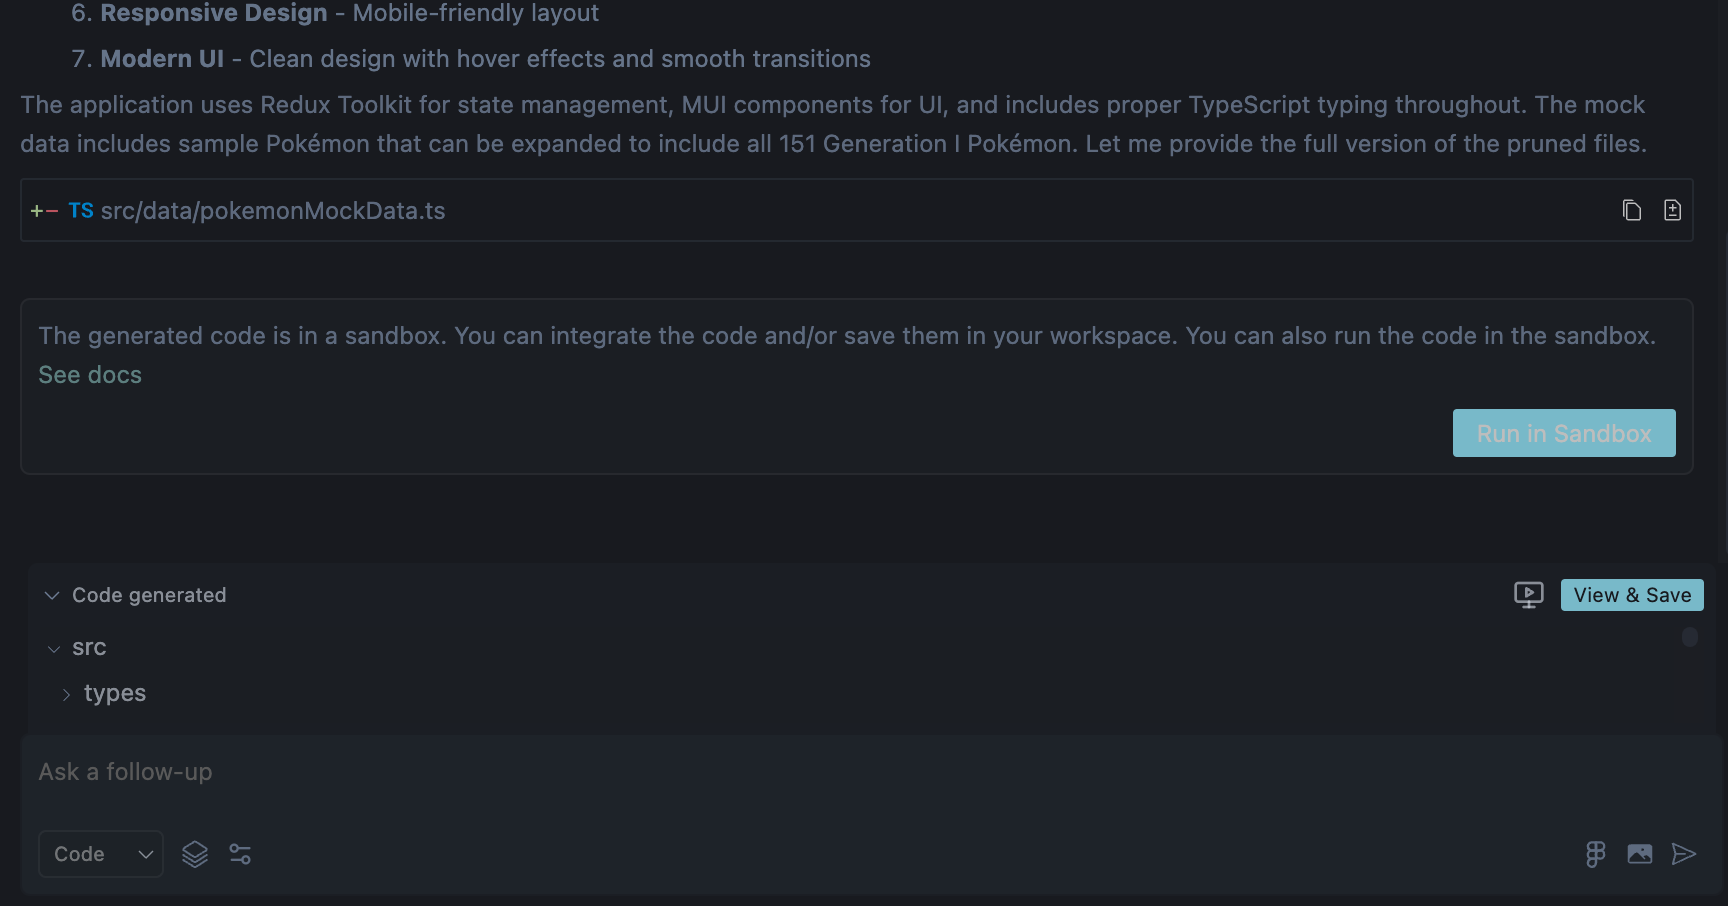 6. Responsive Design - Mobile-friendly layout
7. Modern UI - Clean design with hover effects and smooth transitions
The application uses Redux Toolkit for state management, MUI components for UI, and includes proper TypeScript typing throughout. The mock
data includes sample Pokémon that can be expanded to include all 151 Generation I Pokémon. Let me provide the full version of the pruned files.
+− TS src/data/pokemonMockData.ts
The generated code is in a sandbox. You can integrate the code and/or save them in your workspace. You can also run the code in the sandbox.
See docs
Run in Sandbox
Code generated
View & Save
src
types
Ask a follow-up
Code